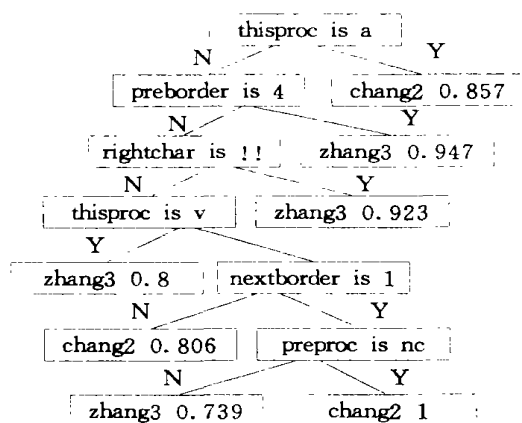 thisproc is a
N Y
preborder is 4 chang2 0.857
N Y
rightchar is !! zhang3 0.947
N Y
thisproc is v zhang3 0.923
Y N
zhang3 0.8 nextborder is 1
N Y
chang2 0.806 preproc is nc
N Y
zhang3 0.739 chang2 1